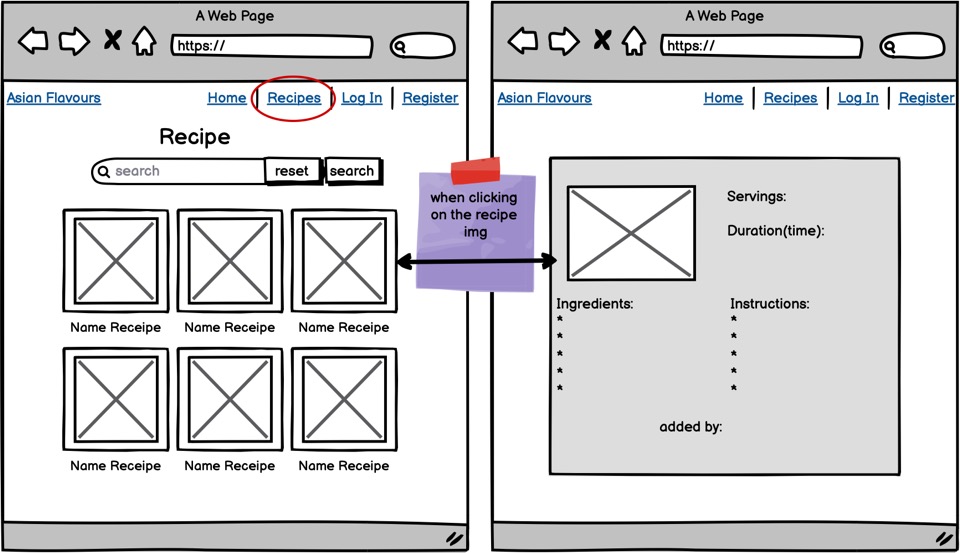 A Web Page
https://
Asian Flavours
Home
Recipes
Log In
Register
Recipe
search
reset
search
Name Receipe
Name Receipe
Name Receipe
Name Receipe
Name Receipe
Name Receipe
when clicking
on the recipe
img
A Web Page
https://
Asian Flavours
Home
Recipes
Log In
Register
Servings:
Duration(time):
Ingredients:
*
*
*
*
*
Instructions:
*
*
*
*
*
added by: